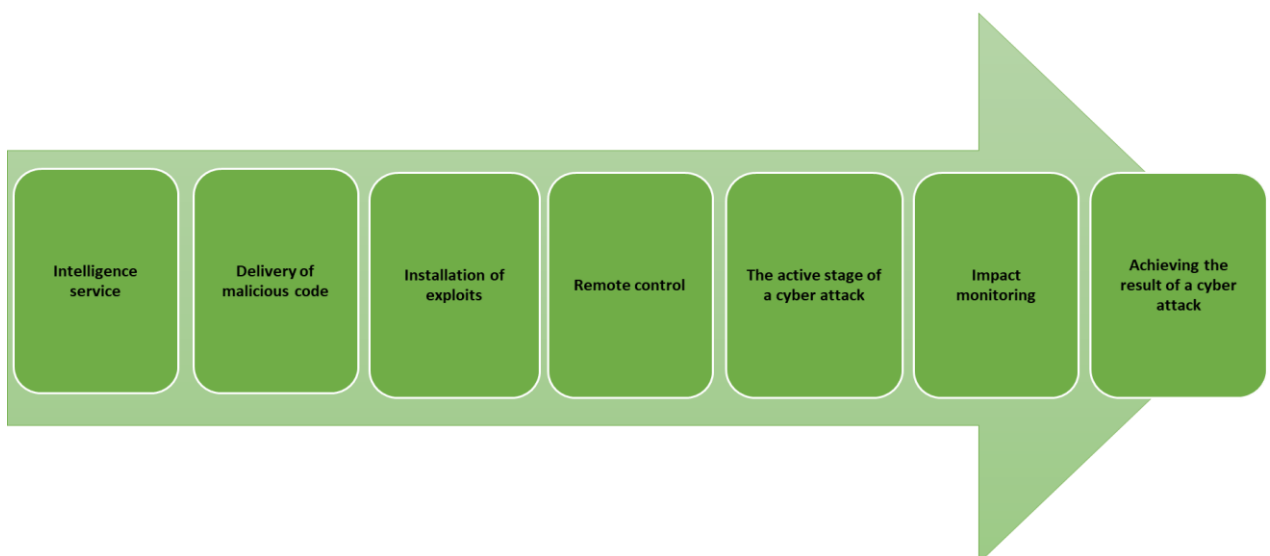 Intelligence
service
Delivery of
malicious code
Installation of
exploits
Remote control
The active stage of
a cyber attack
Impact
monitoring
Achieving the
result of a cyber
attack